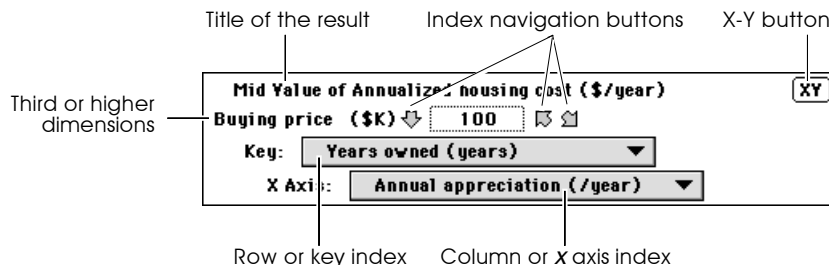 Title of the result
Index navigation buttons
X-Y button
Third or higher
dimensions
Mid Value of Annualized housing cost ($/year)
XY
Buying price ($K) 100
Key: Years owned (years)
X Axis: Annual appreciation (/year)
Row or key index
Column or x axis index